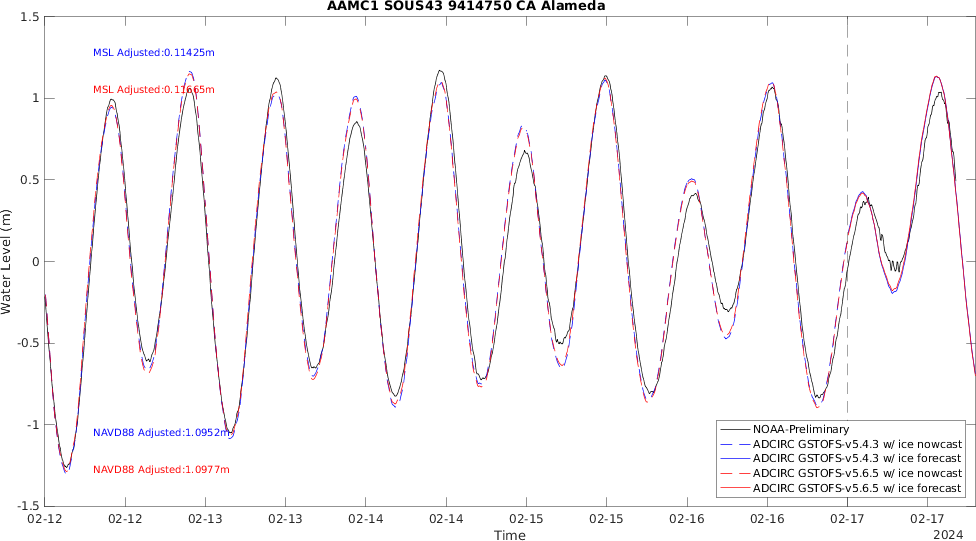 AAMC1 SOUS43 9414750 CA Alameda
1.5
1
0.5
0
-0.5
-1
-1.5
Water Level (m)
MSL Adjusted:0.11425m
MSL Adjusted:0.11665m
NAVD88 Adjusted:1.0952m
NAVD88 Adjusted:1.0977m
NOAA-Preliminary
ADCIRC GSTOFS-v5.4.3 w/ ice nowcast
ADCIRC GSTOFS-v5.4.3 w/ ice forecast
ADCIRC GSTOFS-v5.6.5 w/ ice nowcast
ADCIRC GSTOFS-v5.6.5 w/ ice forecast
02-12 02-12 02-13 02-13 02-14 02-14 02-15 02-15 02-16 02-16 02-17 02-17
Time
2024